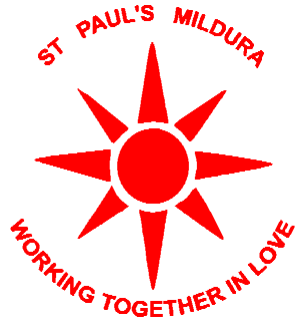 ST PAUL'S MILDURA
WORKING TOGETHER IN LOVE